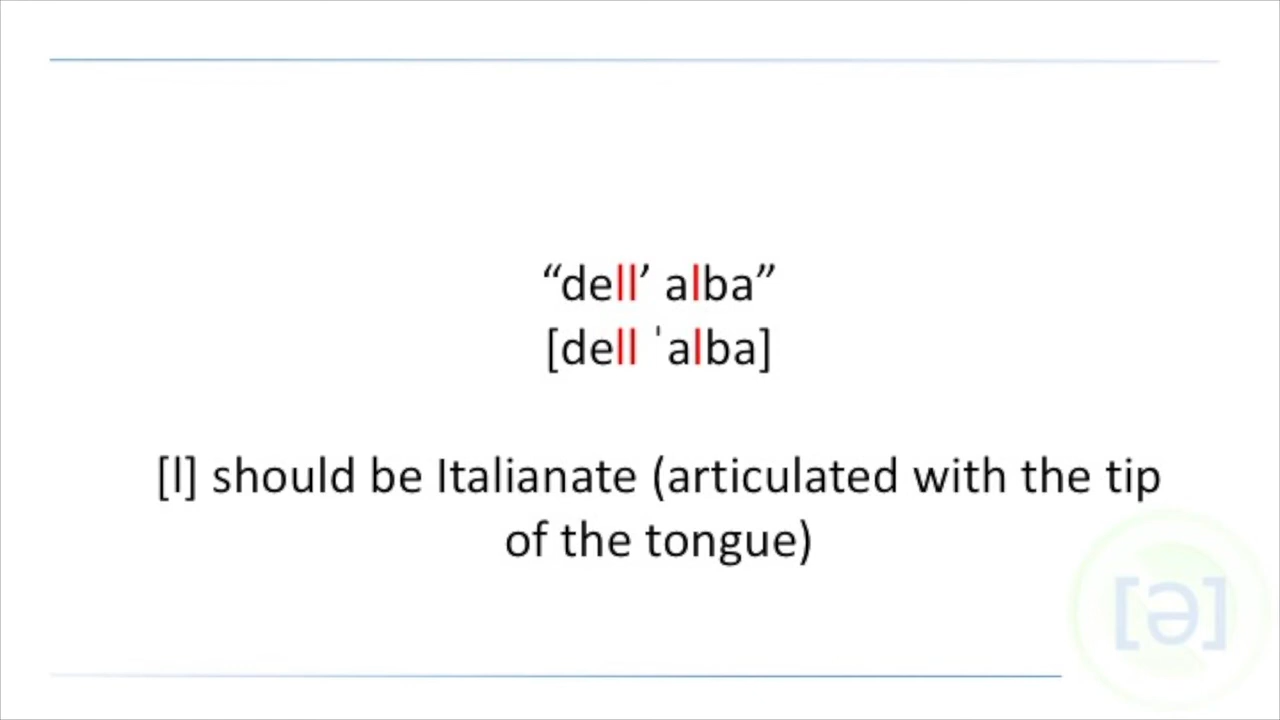 “dell’ alba”
[dell ˈalba]
[l] should be Italianate (articulated with the tip
of the tongue)
[ə]